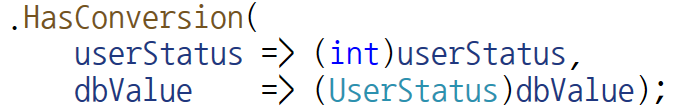 .HasConversion(
    userStatus => (int)userStatus,
    dbValue    => (UserStatus)dbValue);